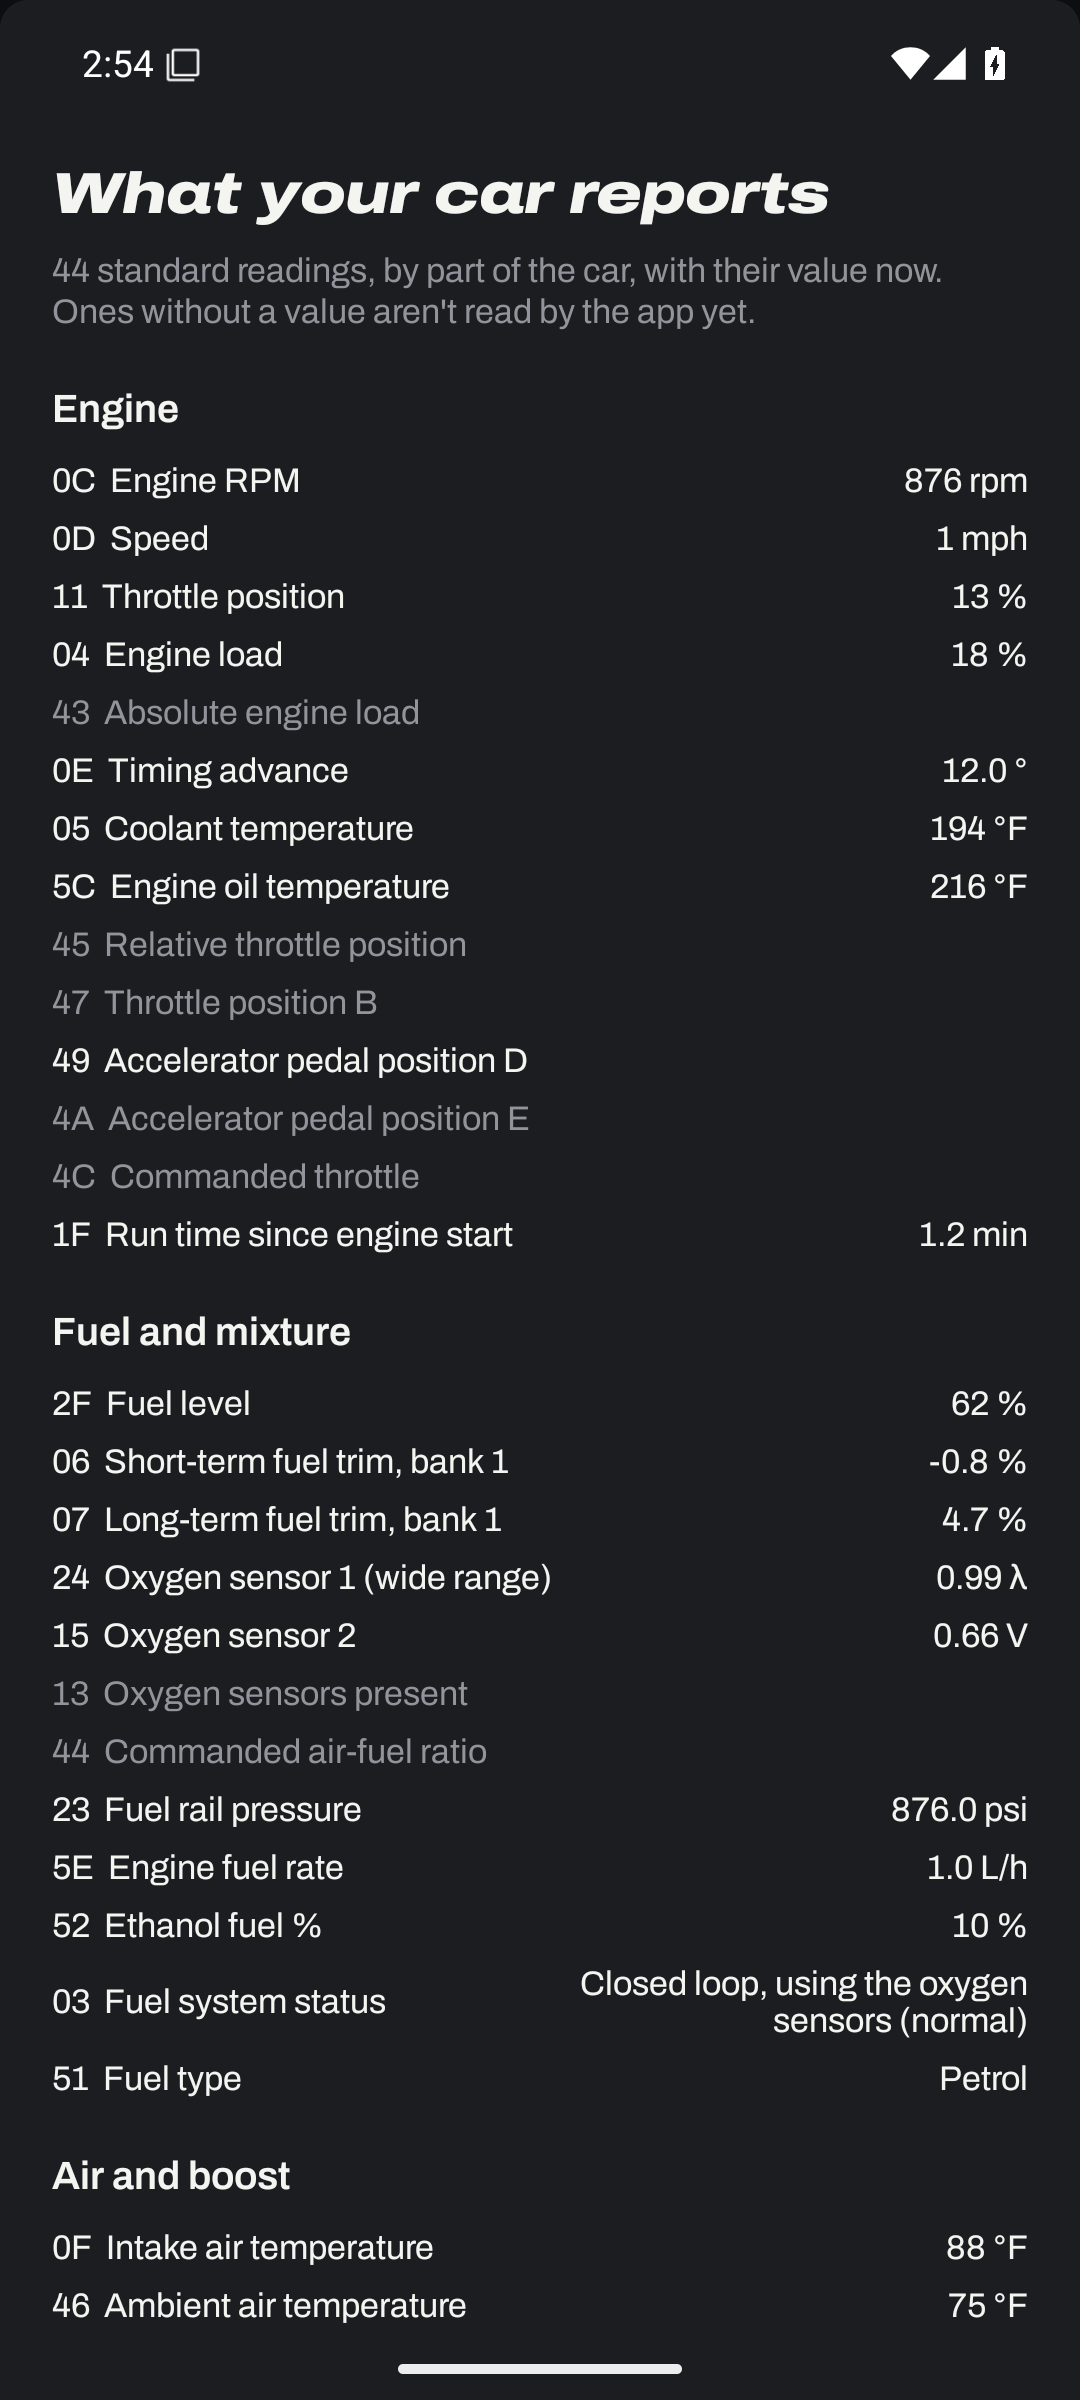 2:54
What your car reports
44 standard readings, by part of the car, with their value now.
Ones without a value aren't read by the app yet.
Engine
0C Engine RPM 876 rpm
0D Speed 1 mph
11 Throttle position 13 %
04 Engine load 18 %
43 Absolute engine load
0E Timing advance 12.0 °
05 Coolant temperature 194 °F
5C Engine oil temperature 216 °F
45 Relative throttle position
47 Throttle position B
49 Accelerator pedal position D
4A Accelerator pedal position E
4C Commanded throttle
1F Run time since engine start 1.2 min
Fuel and mixture
2F Fuel level 62 %
06 Short-term fuel trim, bank 1 -0.8 %
07 Long-term fuel trim, bank 1 4.7 %
24 Oxygen sensor 1 (wide range) 0.99 λ
15 Oxygen sensor 2 0.66 V
13 Oxygen sensors present
44 Commanded air-fuel ratio
23 Fuel rail pressure 876.0 psi
5E Engine fuel rate 1.0 L/h
52 Ethanol fuel % 10 %
03 Fuel system status Closed loop, using the oxygen
sensors (normal)
51 Fuel type Petrol
Air and boost
0F Intake air temperature 88 °F
46 Ambient air temperature 75 °F